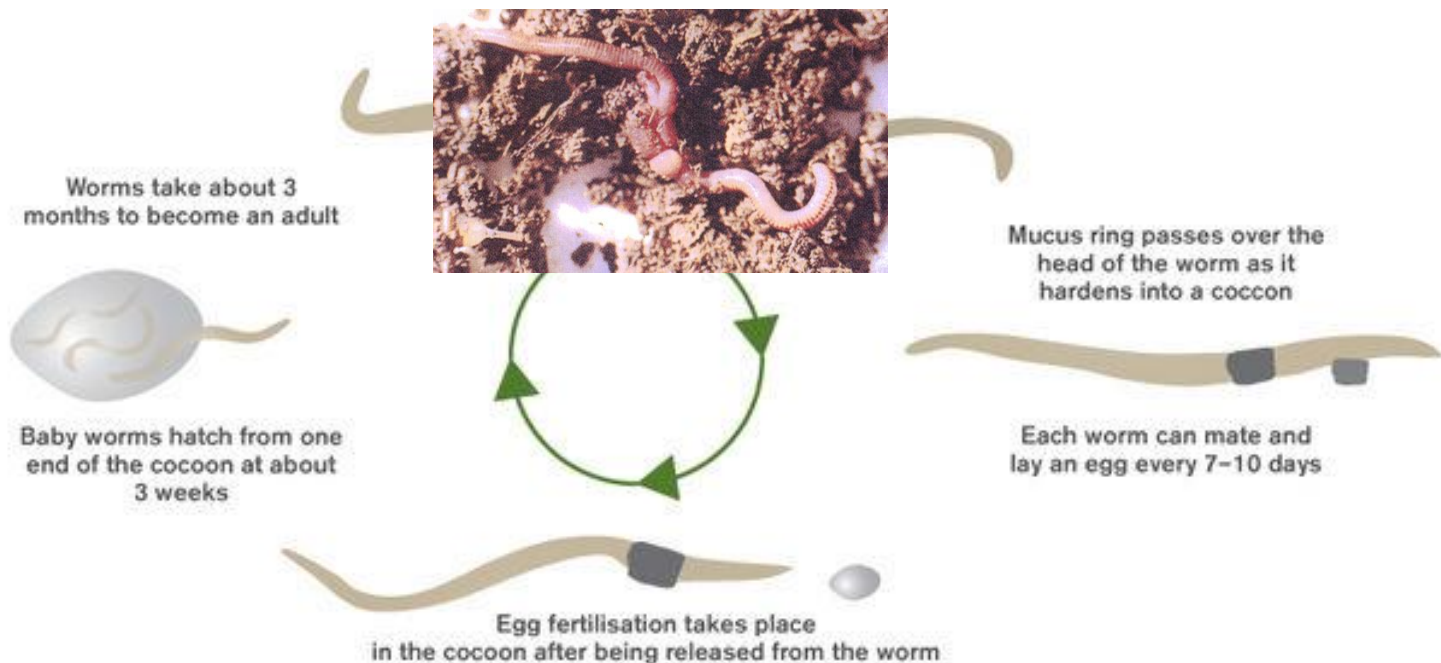 Worms take about 3
months to become an adult
Mucus ring passes over the
head of the worm as it
hardens into a coccon
Each worm can mate and
lay an egg every 7–10 days
Egg fertilisation takes place
in the cocoon after being released from the worm
Baby worms hatch from one
end of the cocoon at about
3 weeks